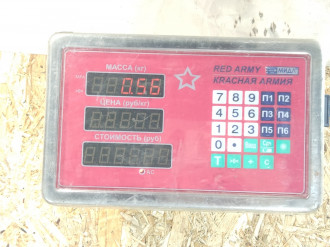 МАССА (кг)
0.56
ЦЕНА (руб/кг)
СТОИМОСТЬ (руб)
RED ARMY МИДЛ
КРАСНАЯ АРМИЯ
7 8 9 П1 П2
4 5 6 П3 П4
1 2 3 П5 П6
0 •
T С